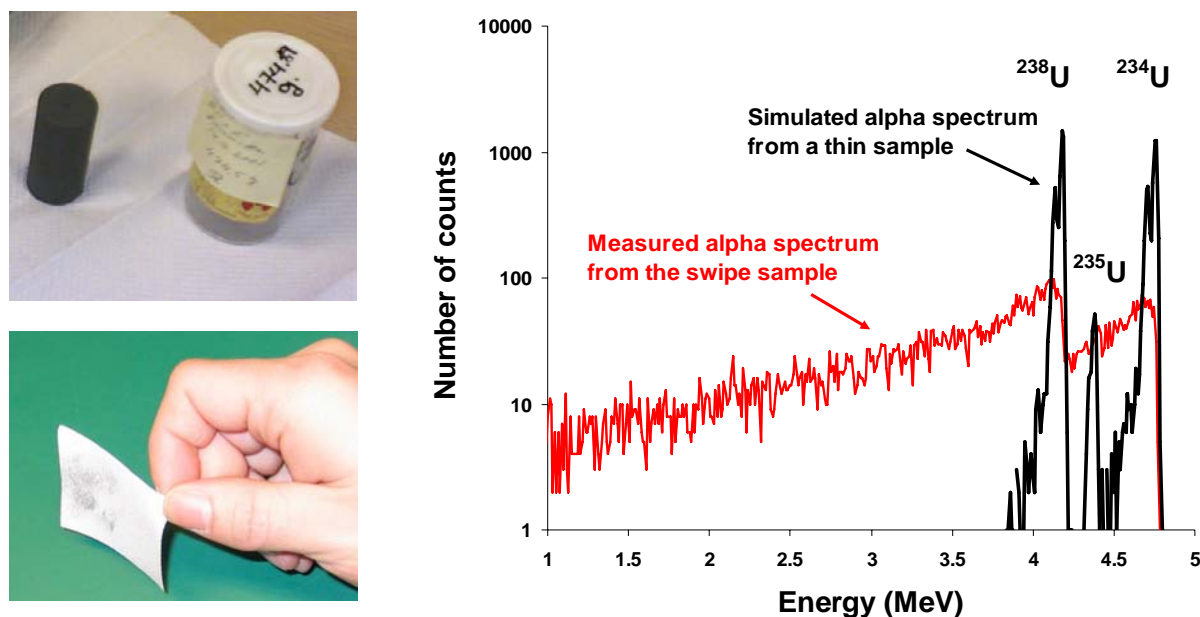 474.87
g.
10000
1000
100
10
1
Number of counts
238U
234U
Simulated alpha spectrum
from a thin sample
235U
Measured alpha spectrum
from the swipe sample
1
1.5
2
2.5
3
3.5
4
4.5
5
Energy (MeV)